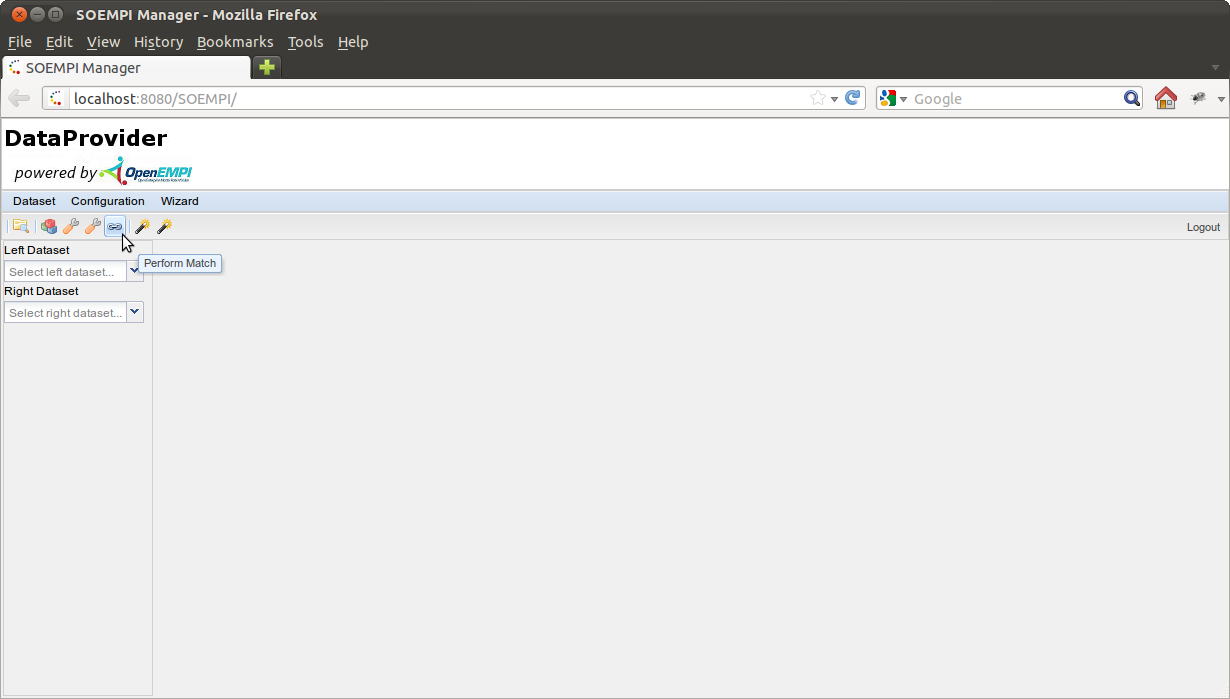 SOEMPI Manager - Mozilla Firefox
File Edit View History Bookmarks Tools Help
SOEMPI Manager
localhost:8080/SOEMPI/ Google
DataProvider
powered by OpenEMPI
Dataset Configuration Wizard
Logout
Left Dataset
Perform Match
Select left dataset...
Right Dataset
Select right dataset...